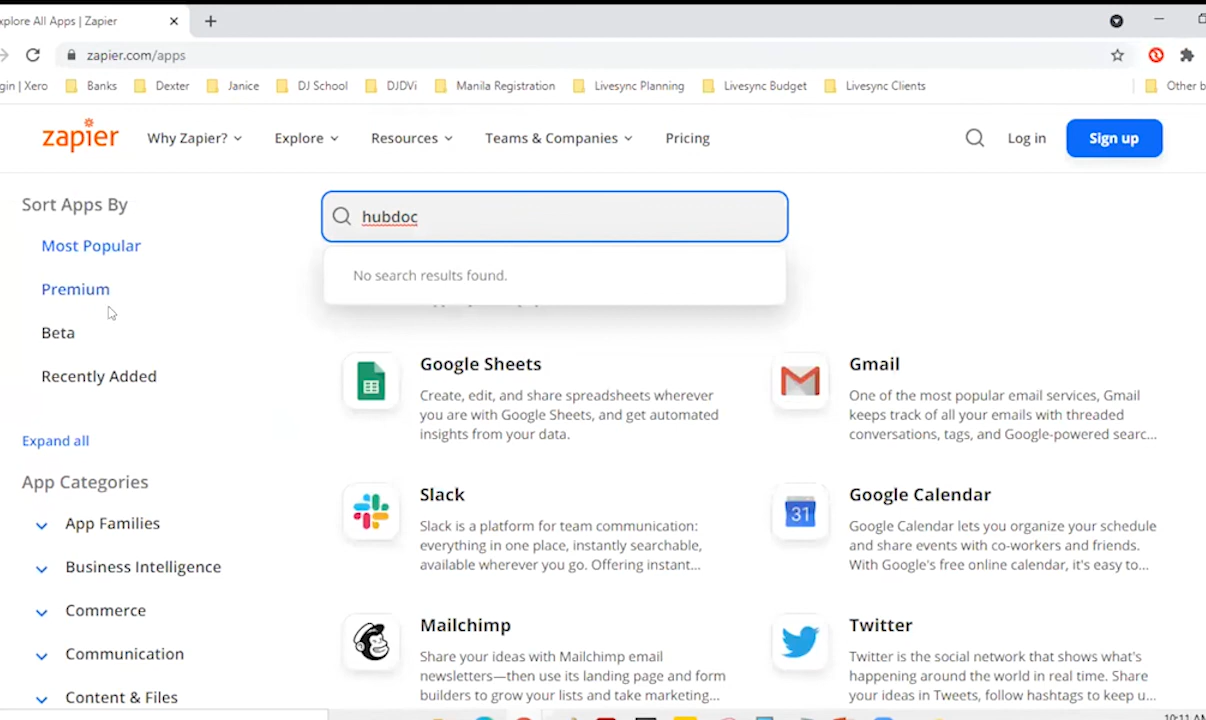 xplore All Apps | Zapier
zapier.com/apps
gin | Xero
Banks
Dexter
Janice
DJ School
DJDVi
Manila Registration
Livesync Planning
Livesync Budget
Livesync Clients
Other b
zapier
Why Zapier?
Explore
Resources
Teams & Companies
Pricing
Log in
Sign up
Sort Apps By
Most Popular
Premium
Beta
Recently Added
Expand all
App Categories
App Families
Business Intelligence
Commerce
Communication
Content & Files
hubdoc
No search results found.
Google Sheets
Create, edit, and share spreadsheets wherever
you are with Google Sheets, and get automated
insights from your data.
Gmail
One of the most popular email services, Gmail
keeps track of all your emails with threaded
conversations, tags, and Google-powered searc...
Slack
Slack is a platform for team communication:
everything in one place, instantly searchable,
available wherever you go. Offering instant...
31
Google Calendar
Google Calendar lets you organize your schedule
and share events with co-workers and friends.
With Google's free online calendar, it's easy to...
Mailchimp
Share your ideas with Mailchimp email
newsletters—then use its landing page and form
builders to grow your lists and take marketing...
Twitter
Twitter is the social network that shows what's
happening around the world in real time. Share
your ideas in Tweets, follow hashtags to keep u...
10:11 AM